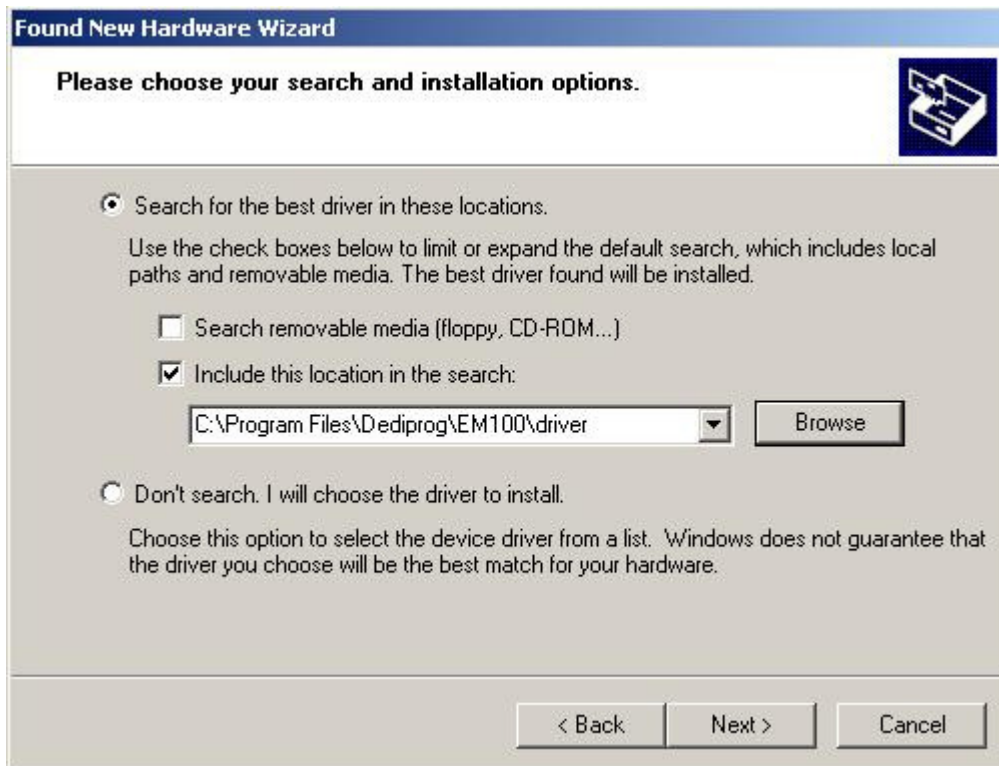 Found New Hardware Wizard
Please choose your search and installation options.
Search for the best driver in these locations.
Use the check boxes below to limit or expand the default search, which includes local
paths and removable media. The best driver found will be installed.
Search removable media (floppy, CD-ROM...)
Include this location in the search:
C:\Program Files\Dediprog\EM100\driver
Browse
Don't search. I will choose the driver to install.
Choose this option to select the device driver from a list.  Windows does not guarantee that
the driver you choose will be the best match for your hardware.
< Back
Next >
Cancel